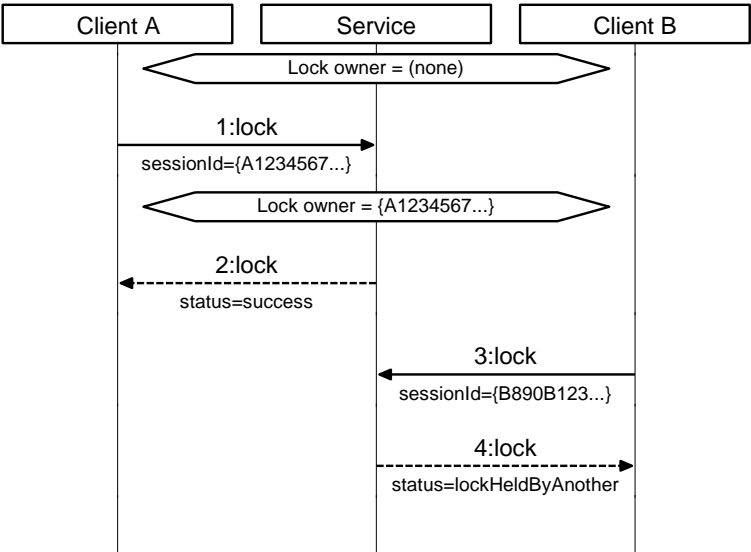 Client A
Service
Client B
Lock owner = (none)
1:lock
sessionId={A1234567...}
Lock owner = {A1234567...}
2:lock
status=success
3:lock
sessionId={B890B123...}
4:lock
status=lockHeldByAnother